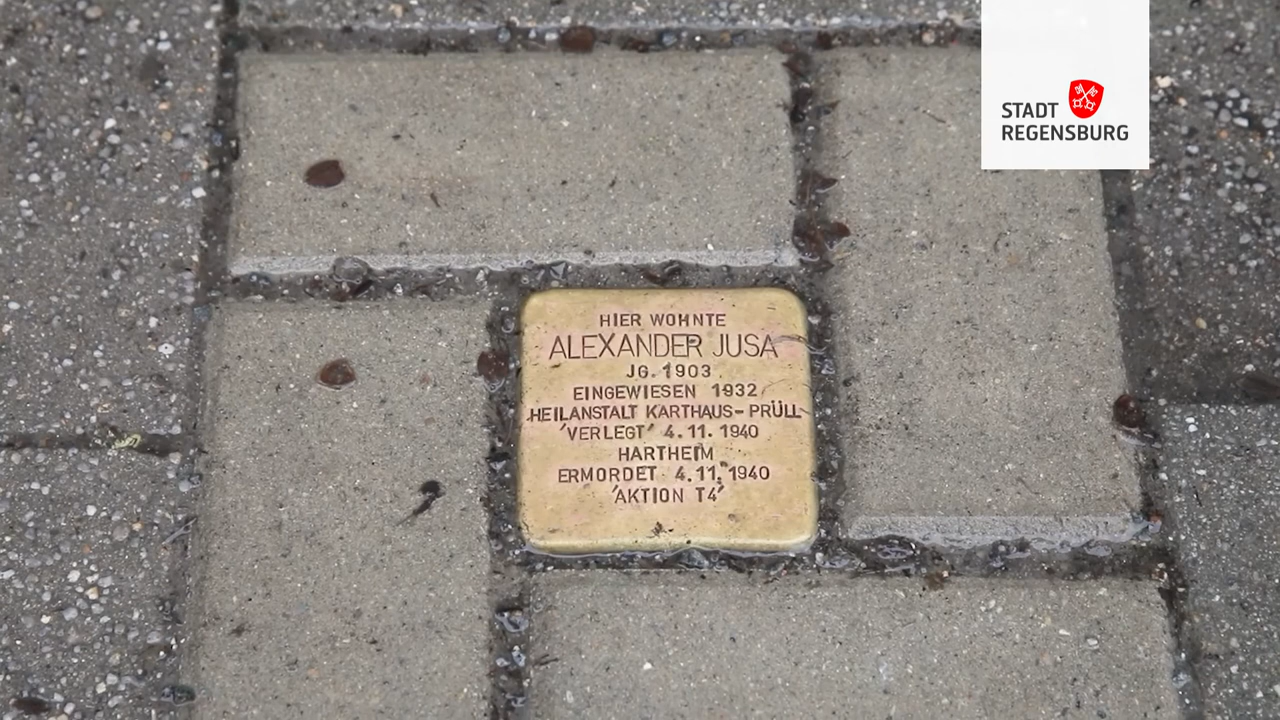 STADT
REGENSBURG
HIER WOHNTE
ALEXANDER JUSA
JG. 1903
EINGEWIESEN 1932
HEILANSTALT KARTHAUS-PRÜLL
'VERLEGT' 4.11.1940
HARTHEIM
ERMORDET 4.11.1940
'AKTION T4'